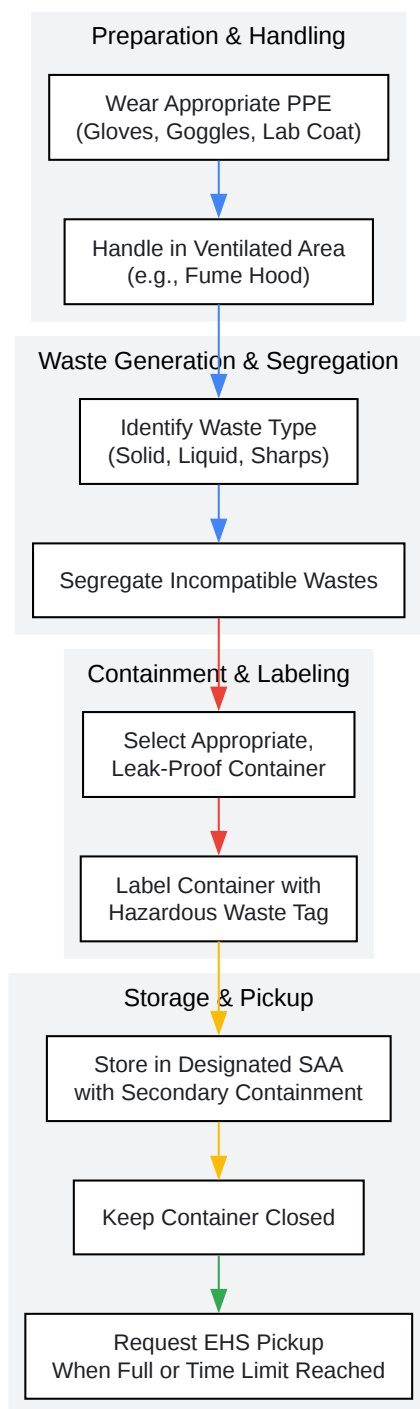 Preparation & Handling
Wear Appropriate PPE
(Gloves, Goggles, Lab Coat)
Handle in Ventilated Area
(e.g., Fume Hood)
Waste Generation & Segregation
Identify Waste Type
(Solid, Liquid, Sharps)
Segregate Incompatible Wastes
Containment & Labeling
Select Appropriate,
Leak-Proof Container
Label Container with
Hazardous Waste Tag
Storage & Pickup
Store in Designated SAA
with Secondary Containment
Keep Container Closed
Request EHS Pickup
When Full or Time Limit Reached